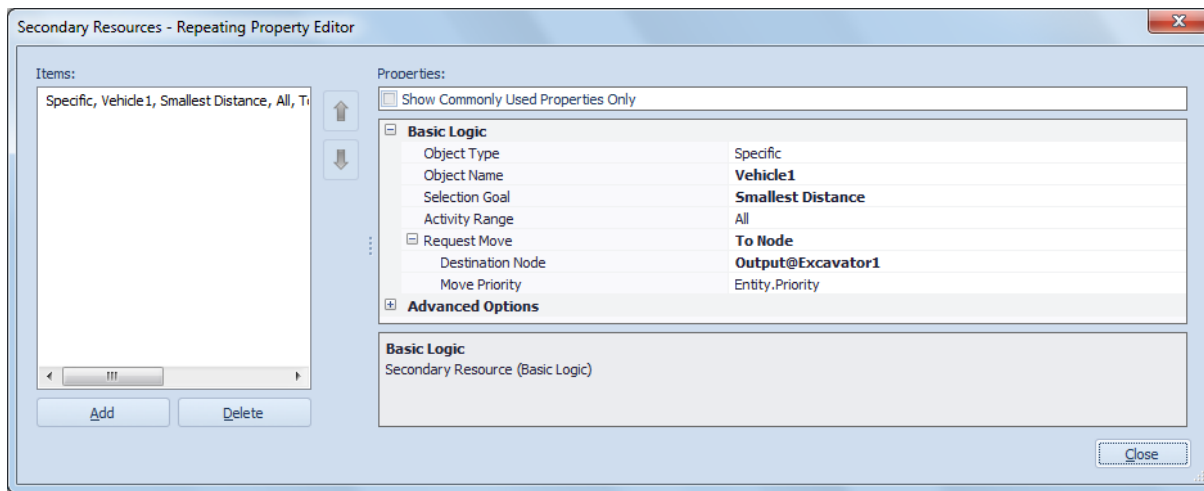 Secondary Resources - Repeating Property Editor
Items:
Specific, Vehicle1, Smallest Distance, All, T
Add
Delete
Properties:
Show Commonly Used Properties Only
Basic Logic
Object Type Specific
Object Name Vehicle1
Selection Goal Smallest Distance
Activity Range All
Request Move To Node
Destination Node Output@Excavator1
Move Priority Entity.Priority
Advanced Options
Basic Logic
Secondary Resource (Basic Logic)
Close